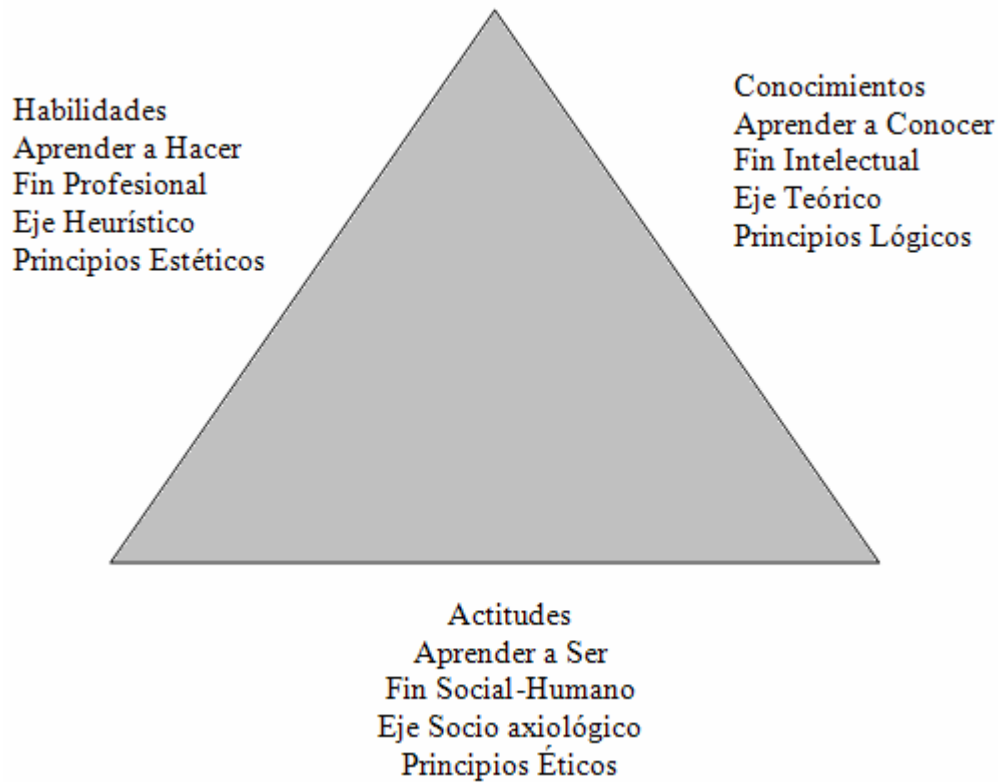 Habilidades
Aprender a Hacer
Fin Profesional
Eje Heurístico
Principios Estéticos
Conocimientos
Aprender a Conocer
Fin Intelectual
Eje Teórico
Principios Lógicos
Actitudes
Aprender a Ser
Fin Social-Humano
Eje Socio axiológico
Principios Éticos